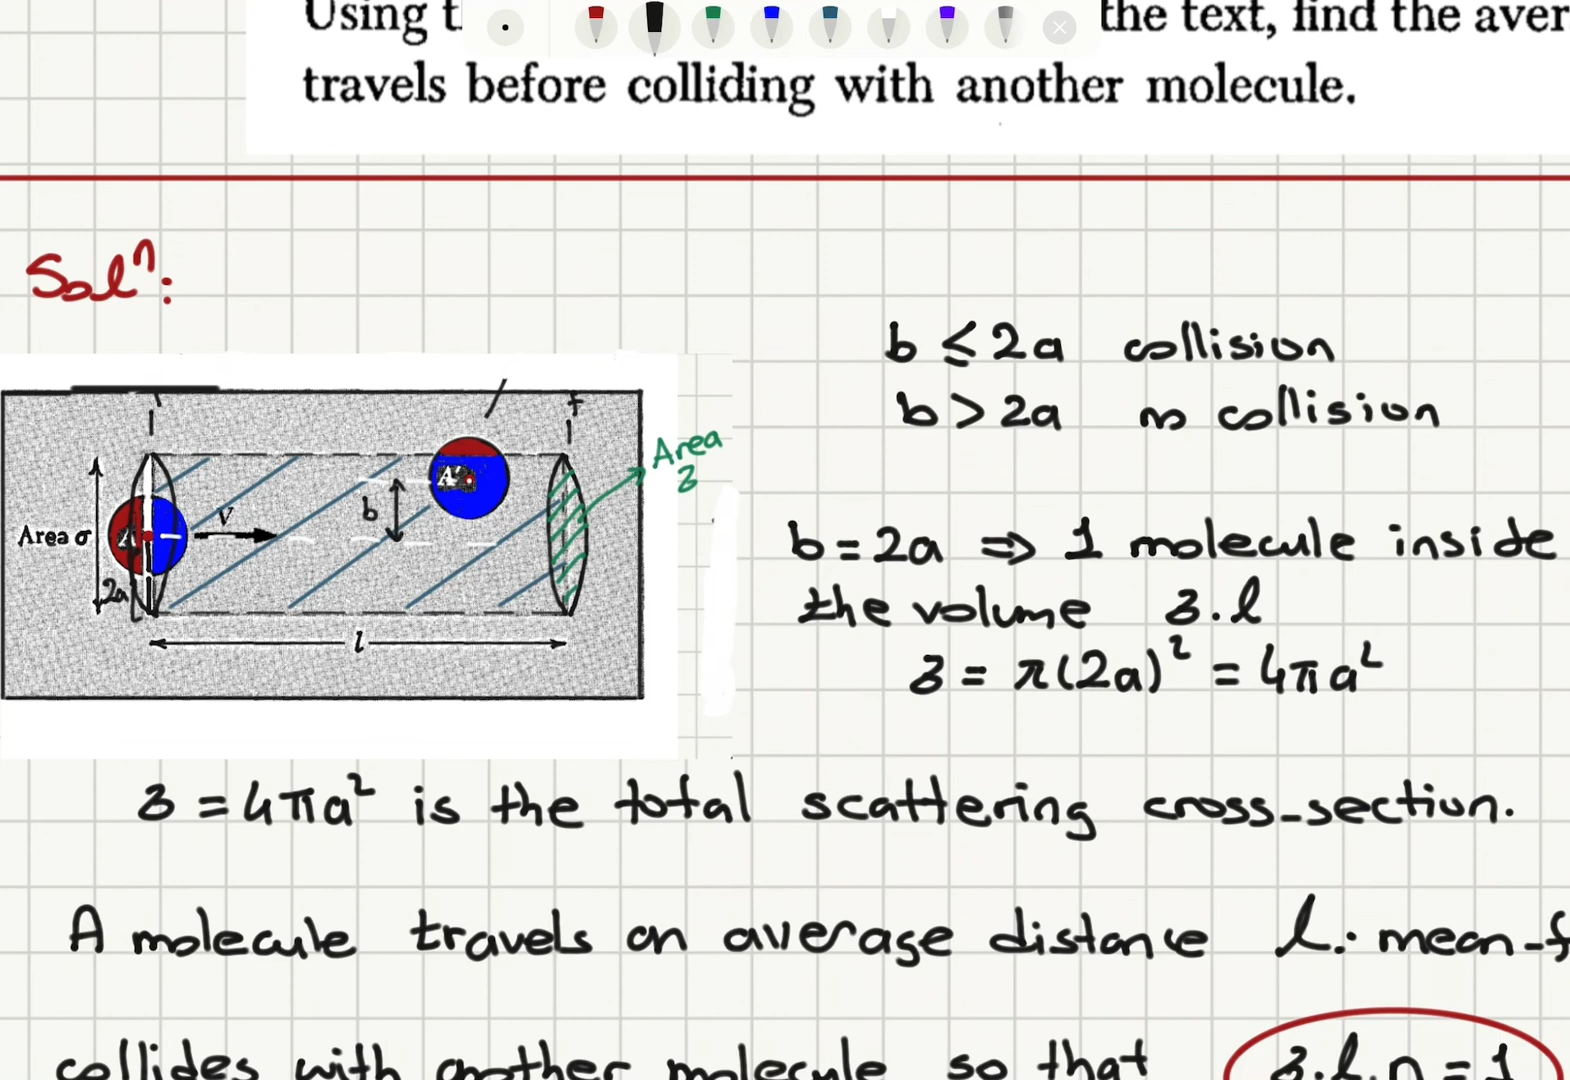 Using t the text, find the aver
travels before colliding with another molecule.
Solⁿ:
b ≤ 2a collision
b > 2a no collision
Area
σ
A'
b
V
Area σ
A
2a
l
b = 2a ⇒ 1 molecule inside
the volume σ.l
σ = π(2a)² = 4πa²
σ = 4πa² is the total scattering cross-section.
A molecule travels on average distance l: mean-f
collides with another molecule so that σ.l.n = 1